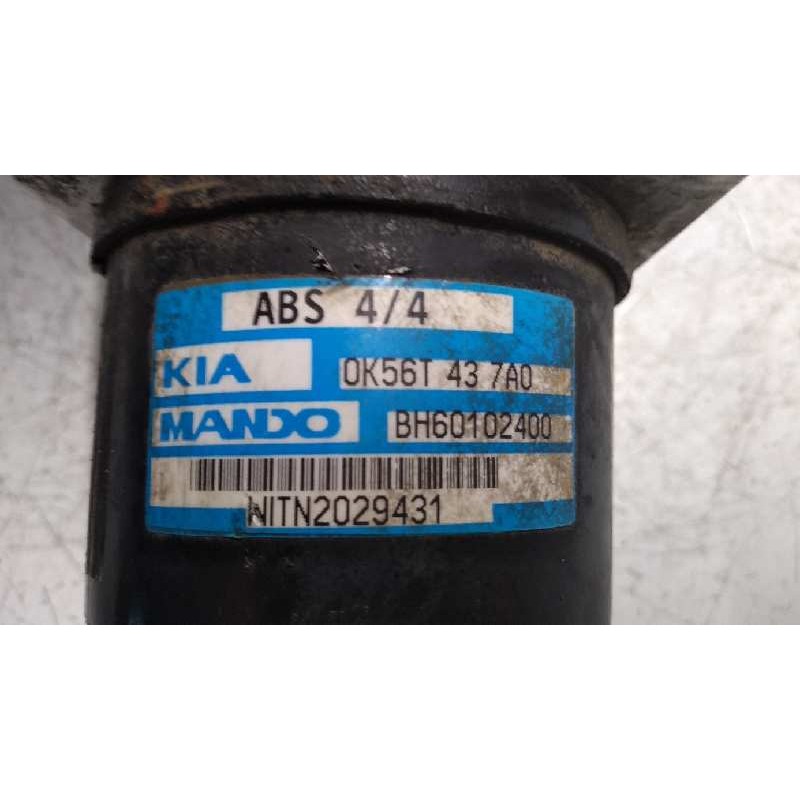 ABS 4/4
KIA 0K56T 43 7A0
MANDO BH60102400
NITN2029431